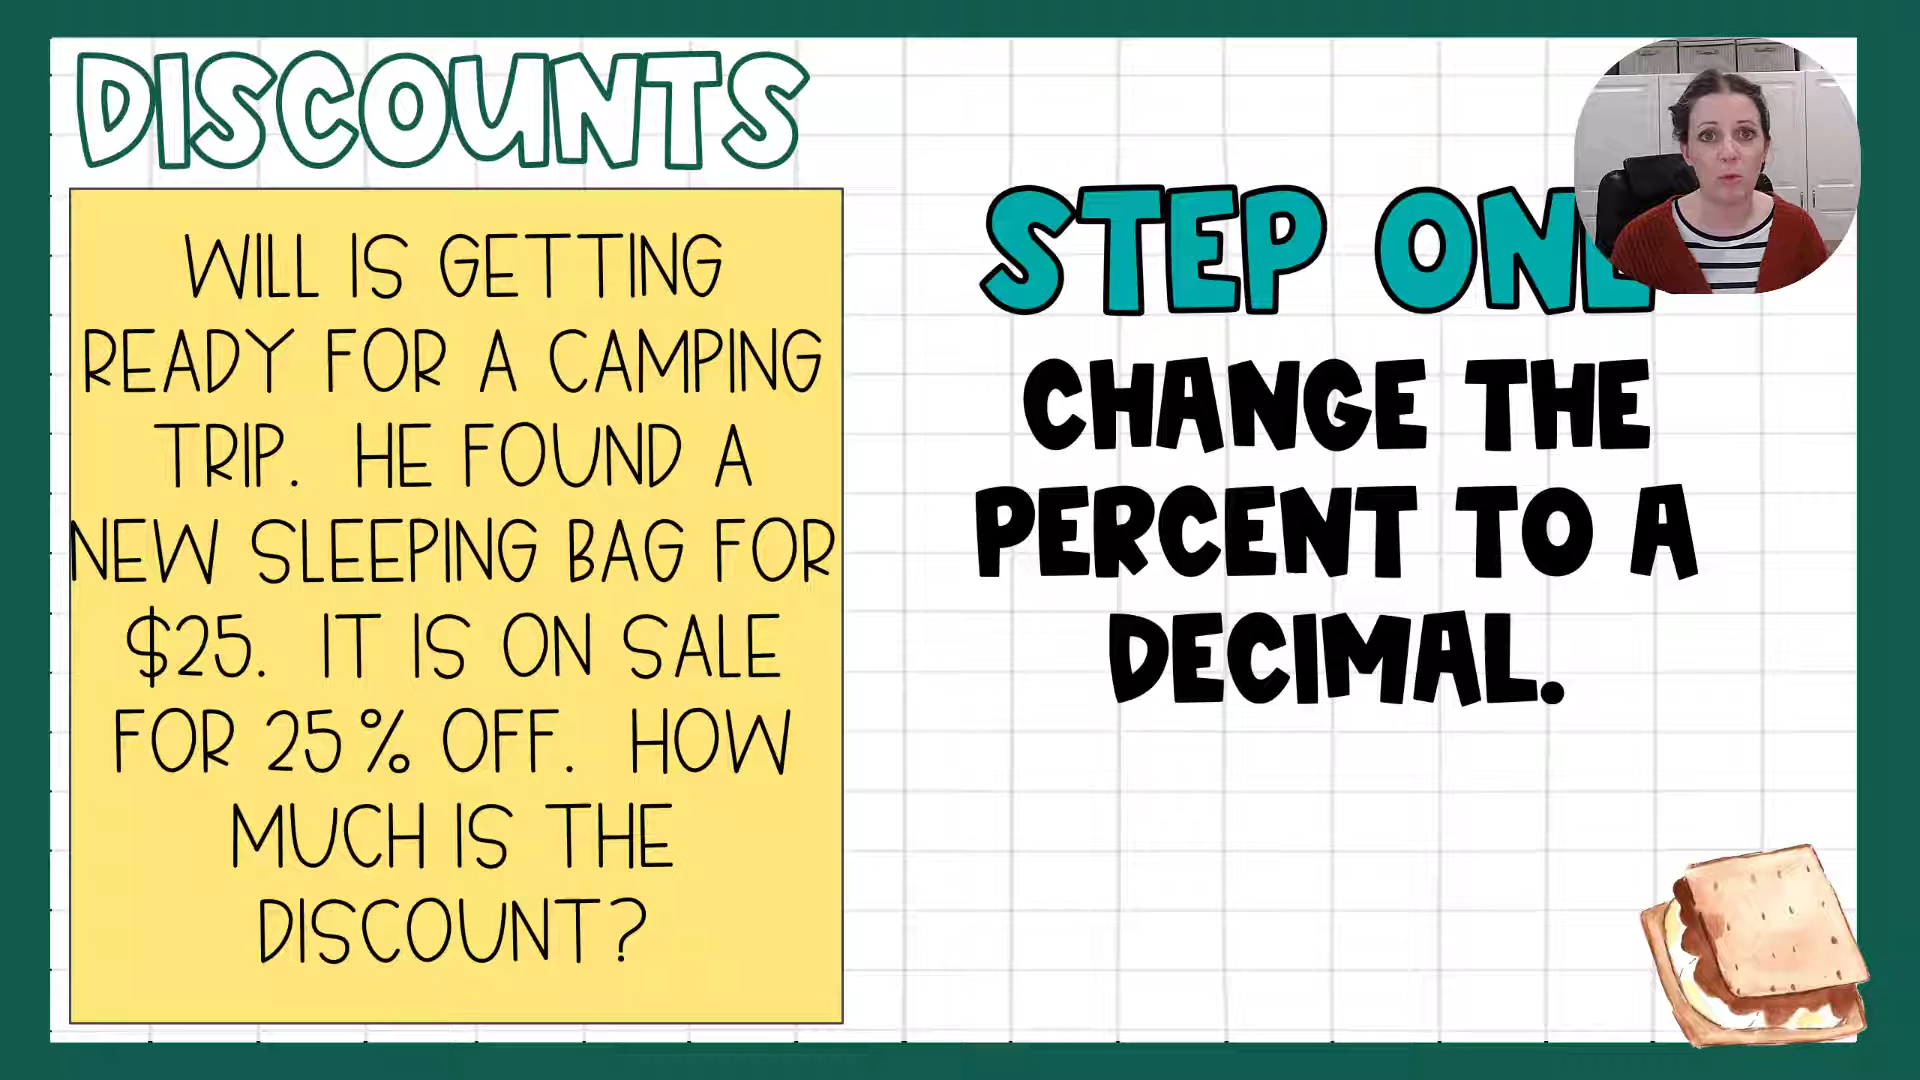 DISCOUNTS
WILL IS GETTING
READY FOR A CAMPING
TRIP. HE FOUND A
NEW SLEEPING BAG FOR
$25. IT IS ON SALE
FOR 25% OFF. HOW
MUCH IS THE
DISCOUNT?
STEP ONE
CHANGE THE
PERCENT TO A
DECIMAL.